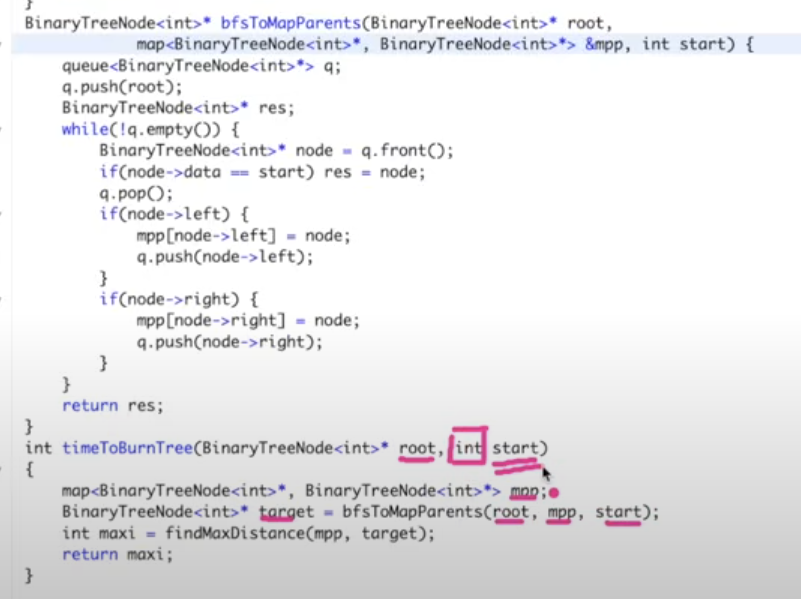 }
BinaryTreeNode<int>* bfsToMapParents(BinaryTreeNode<int>* root,
map<BinaryTreeNode<int>*, BinaryTreeNode<int>*> &mpp, int start) {
queue<BinaryTreeNode<int>*> q;
q.push(root);
BinaryTreeNode<int>* res;
while(!q.empty()) {
BinaryTreeNode<int>* node = q.front();
if(node->data == start) res = node;
q.pop();
if(node->left) {
mpp[node->left] = node;
q.push(node->left);
}
if(node->right) {
mpp[node->right] = node;
q.push(node->right);
}
}
return res;
}
int timeToBurnTree(BinaryTreeNode<int>* root, int start)
{
map<BinaryTreeNode<int>*, BinaryTreeNode<int>*> mpp;
BinaryTreeNode<int>* target = bfsToMapParents(root, mpp, start);
int maxi = findMaxDistance(mpp, target);
return maxi;
}